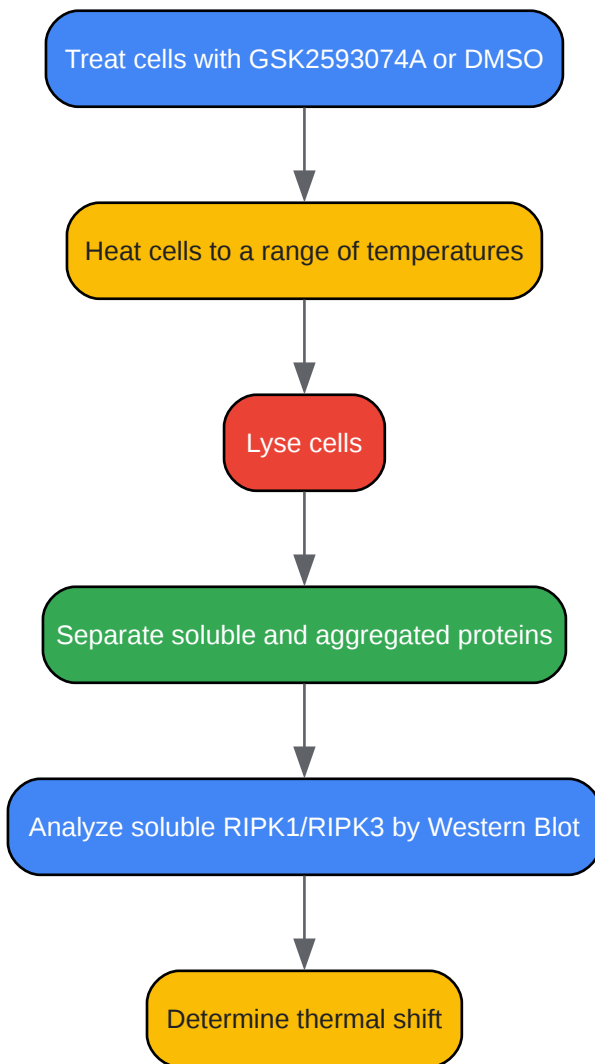 Treat cells with GSK2593074A or DMSO
Heat cells to a range of temperatures
Lyse cells
Separate soluble and aggregated proteins
Analyze soluble RIPK1/RIPK3 by Western Blot
Determine thermal shift